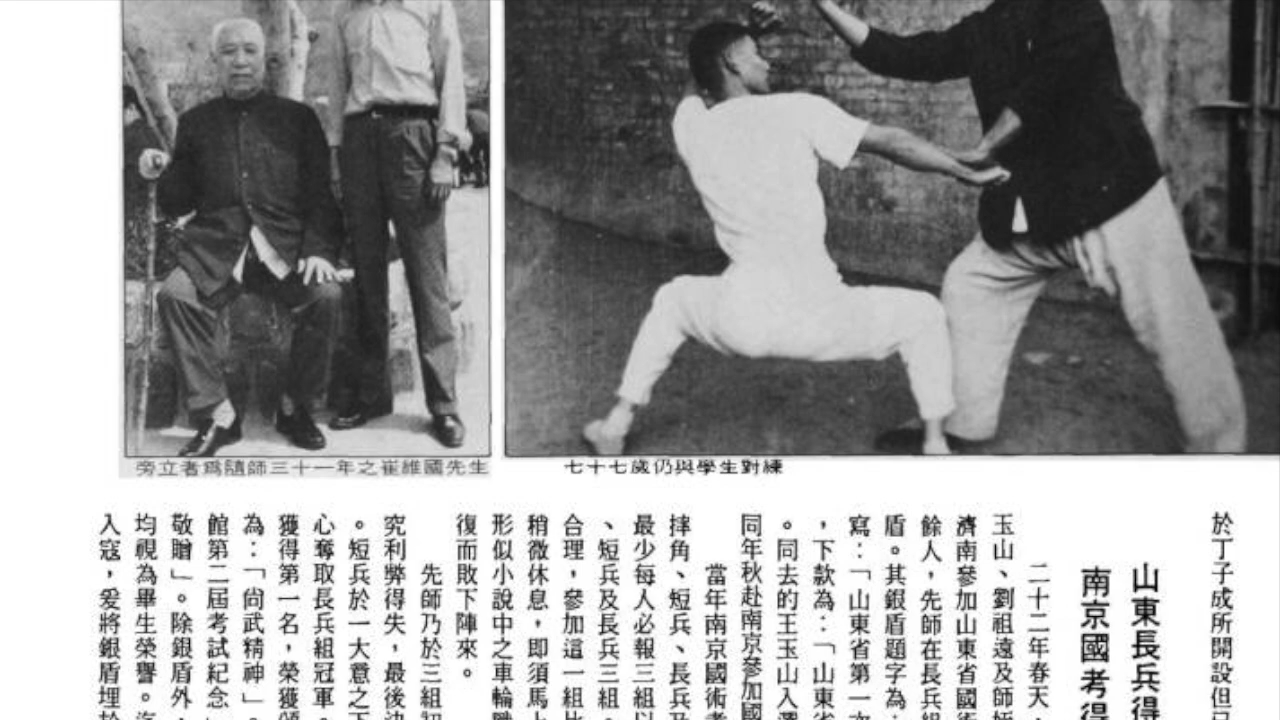 旁立者爲隨師三十一年之崔維國先生
七十七歲仍與學生對練
於丁子成所開設但
山東長兵得
南京國考得
二十二年春天，
玉山、劉祖遠及師
濟南參加山東省國術
餘人，先師在長兵組
盾。其銀盾題字為：
寫：「山東省第一次
，下款為：「山東省
。同去的王玉山入選
同年秋赴南京參加國
當年南京國術考
摔角、短兵、長兵及
最少每人必報三組以
、短兵及長兵三組。
合理，參加這一組比
稍微休息，即須馬上
形似小說中之車輪戰
復而敗下陣來。
先師乃於三組初
究利弊得失，最後決
。短兵於一大意之下
心奪取長兵組冠軍。
獲得第一名，榮獲頒
為：「尚武精神」。
館第二屆考試紀念」
敬贈」。除銀盾外，
均視為畢生榮譽。
入寇，爰將銀盾埋於